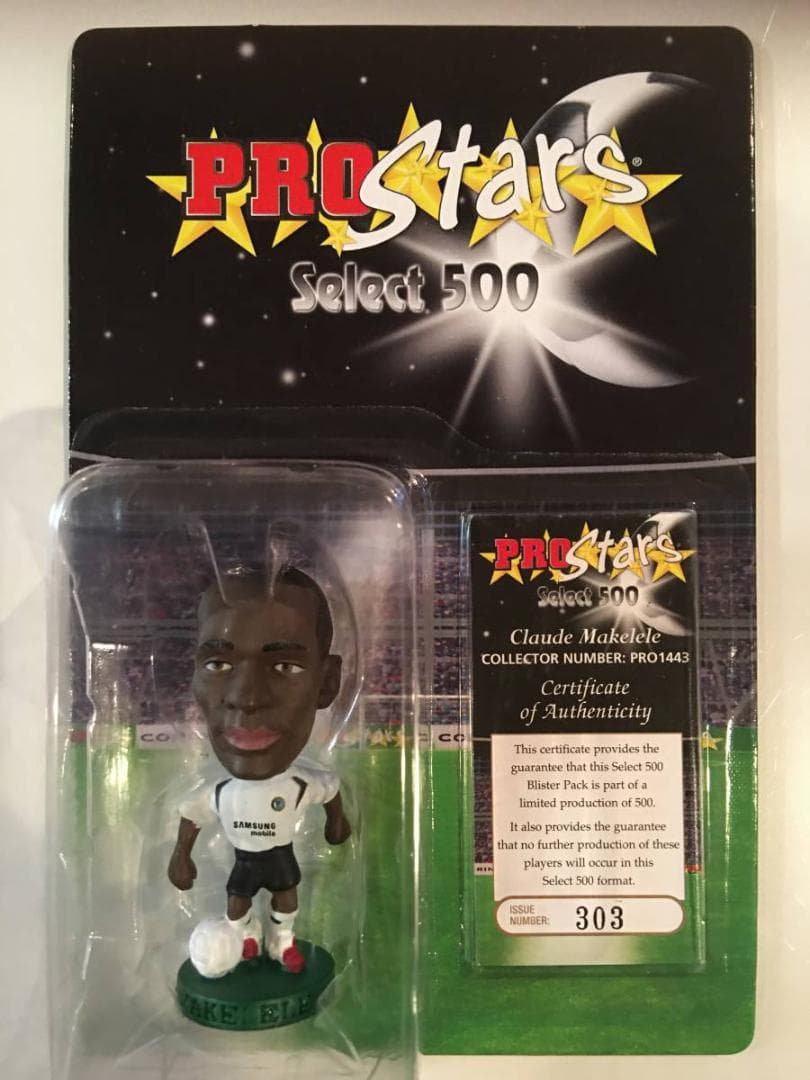 PROStars®
Select 500
PROStars
Select 500
Claude Makelele
COLLECTOR NUMBER: PRO1443
Certificate
of Authenticity
This certificate provides the
guarantee that this Select 500
Blister Pack is part of a
limited production of 500.
It also provides the guarantee
that no further production of these
players will occur in this
Select 500 format.
ISSUE
NUMBER: 303
SAMSUNG
mobile
MAKELELE